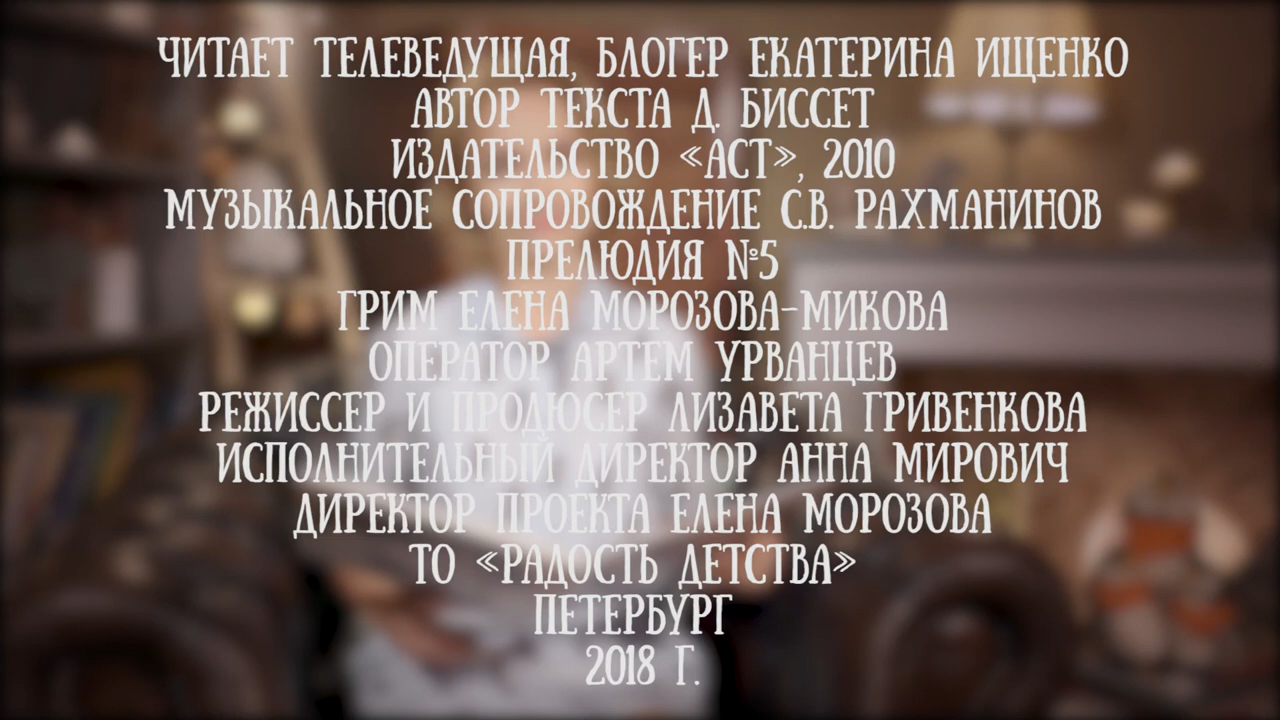 ЧИТАЕТ ТЕЛЕВЕДУЩАЯ, БЛОГЕР ЕКАТЕРИНА ИЩЕНКО
АВТОР ТЕКСТА Д. БИССЕТ
ИЗДАТЕЛЬСТВО «АСТ», 2010
МУЗЫКАЛЬНОЕ СОПРОВОЖДЕНИЕ С.В. РАХМАНИНОВ
ПРЕЛЮДИЯ №5
ГРИМ ЕЛЕНА МОРОЗОВА-МИКОВА
ОПЕРАТОР АРТЕМ УРВАНЦЕВ
РЕЖИССЕР И ПРОДЮСЕР ЛИЗАВЕТА ГРИВЕНКОВА
ИСПОЛНИТЕЛЬНЫЙ ДИРЕКТОР АННА МИРОВИЧ
ДИРЕКТОР ПРОЕКТА ЕЛЕНА МОРОЗОВА
ТО «РАДОСТЬ ДЕТСТВА»
ПЕТЕРБУРГ
2018 Г.